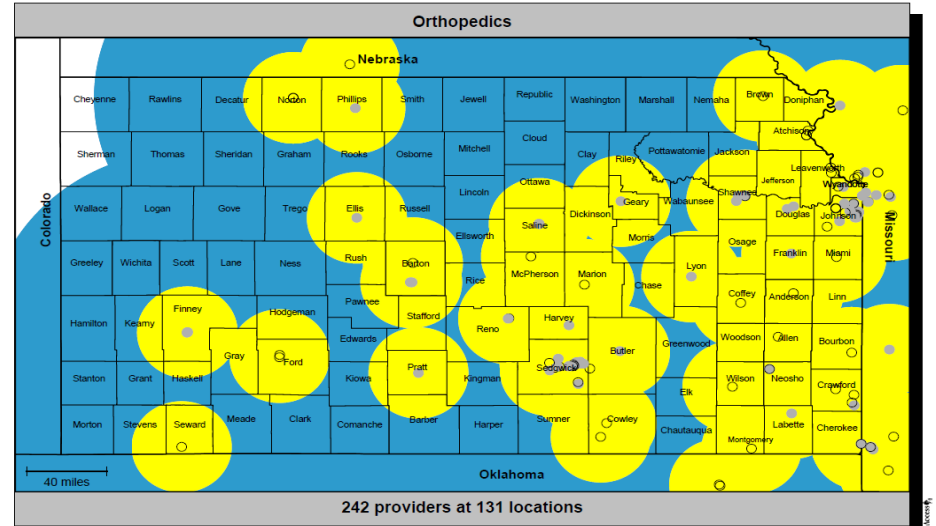 Orthopedics
Nebraska
Cheyenne Rawlins Decatur Norton Phillips Smith Jewell Republic Washington Marshall Nemaha Brown Doniphan
Atchison
Sherman Thomas Sheridan Graham Rooks Osborne Mitchell Cloud Clay Riley Pottawatomie Jackson Jefferson Leavenworth Wyandotte
Wallace Logan Gove Trego Ellis Russell Lincoln Ottawa Saline Dickinson Geary Wabaunsee Shawnee Douglas Johnson
Colorado
Missouri
Greeley Wichita Scott Lane Ness Rush Barton Ellsworth Rice McPherson Marion Morris Chase Lyon Osage Franklin Miami
Hamilton Kearny Finney Hodgeman Pawnee Stafford Reno Harvey Coffey Anderson Linn
Gray Ford Edwards Pratt Kingman Sedgwick Butler Greenwood Woodson Allen Bourbon
Stanton Grant Haskell Kiowa Elk Wilson Neosho Crawford
Morton Stevens Seward Meade Clark Comanche Barber Harper Sumner Cowley Chautauqua Montgomery Labette Cherokee
40 miles
Oklahoma
242 providers at 131 locations